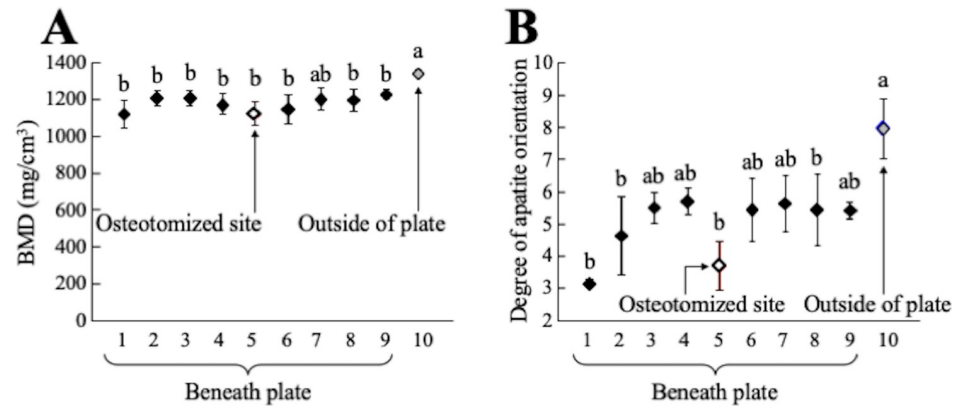 A
BMD (mg/cm³)
1400
1200
1000
800
600
400
200
0
b b b b b b ab b b a
Osteotomized site
Outside of plate
1 2 3 4 5 6 7 8 9 10
Beneath plate
B
Degree of apatite orientation
10
9
8
7
6
5
4
3
2
b b ab ab b ab ab b ab a
Osteotomized site
Outside of plate
1 2 3 4 5 6 7 8 9 10
Beneath plate